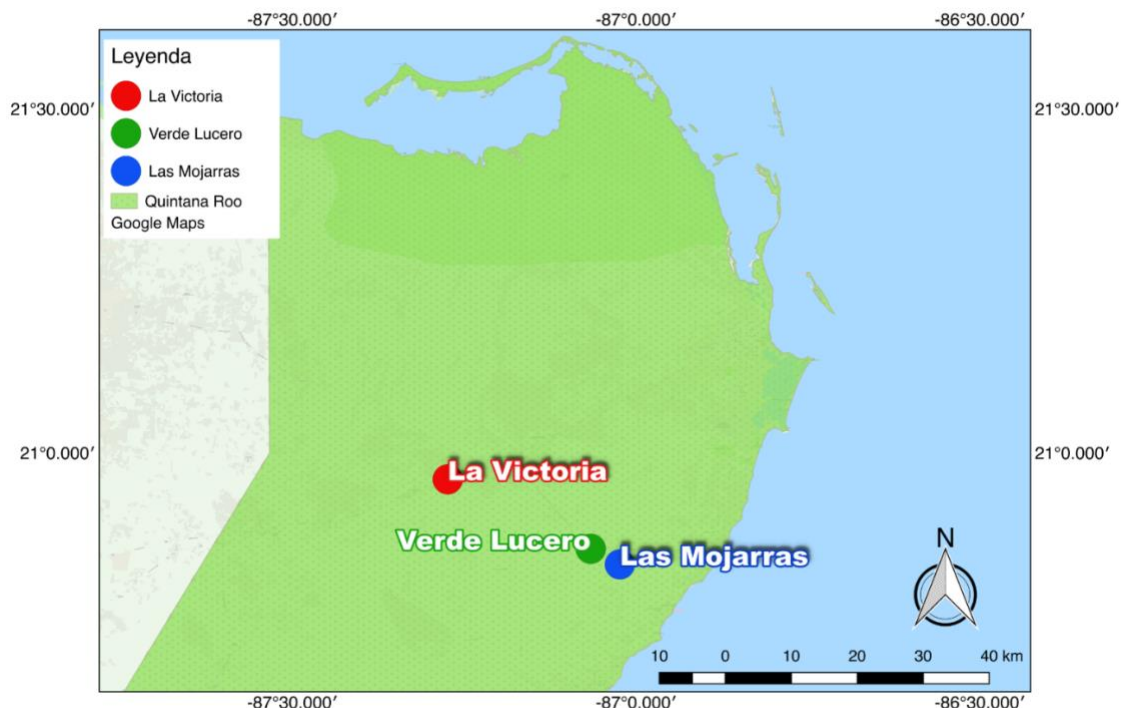 -87°30.000′ -87°0.000′ -86°30.000′
Leyenda
La Victoria
Verde Lucero
Las Mojarras
Quintana Roo
Google Maps
21°30.000′ 21°30.000′
21°0.000′ 21°0.000′
La Victoria
Verde Lucero
Las Mojarras
N
10 0 10 20 30 40 km
-87°30.000′ -87°0.000′ -86°30.000′